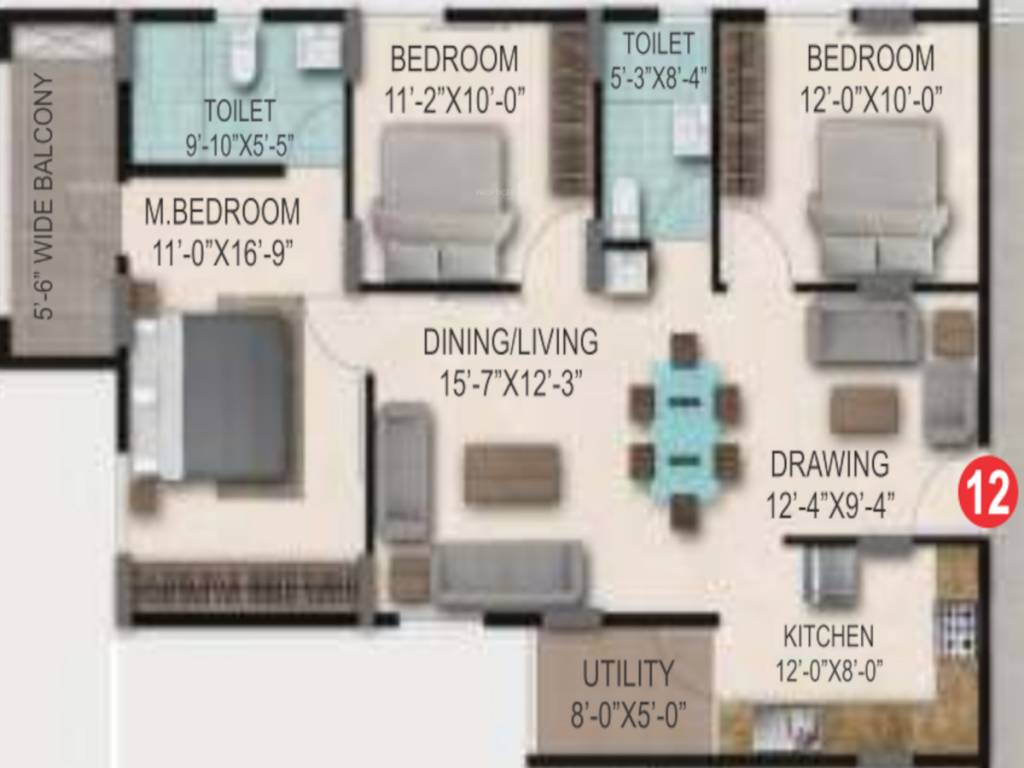 5'-6" WIDE BALCONY
TOILET
9'-10"X5'-5"
BEDROOM
11'-2"X10'-0"
TOILET
5'-3"X8'-4"
BEDROOM
12'-0"X10'-0"
M.BEDROOM
11'-0"X16'-9"
DINING/LIVING
15'-7"X12'-3"
DRAWING
12'-4"X9'-4"
12
KITCHEN
12'-0"X8'-0"
UTILITY
8'-0"X5'-0"